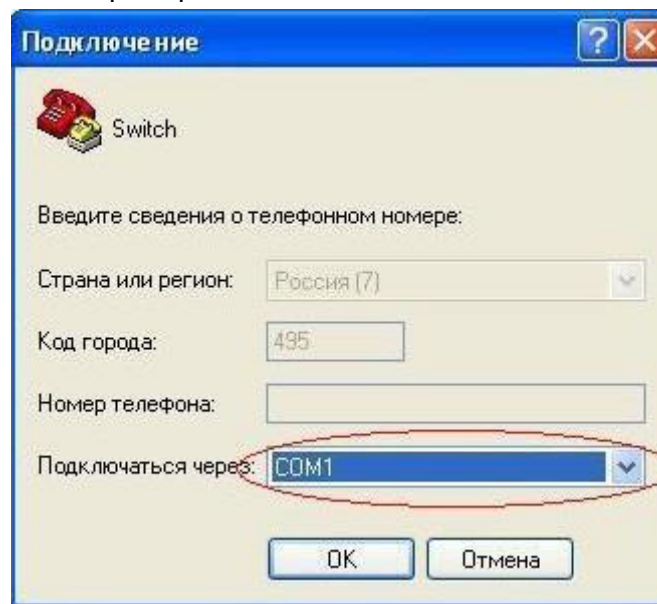 Подключение
Switch
Введите сведения о телефонном номере:
Страна или регион: Россия (7)
Код города: 495
Номер телефона:
Подключаться через: COM1
OK Отмена